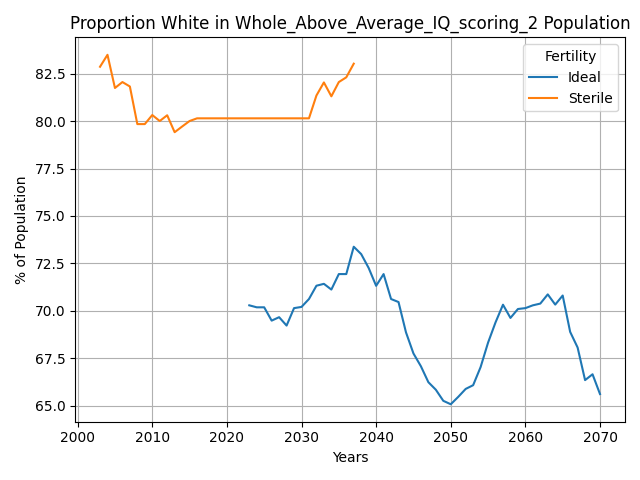 Proportion White in Whole_Above_Average_IQ_scoring_2 Population
Fertility
Ideal
Sterile
% of Population
82.5
80.0
77.5
75.0
72.5
70.0
67.5
65.0
2000 2010 2020 2030 2040 2050 2060 2070
Years